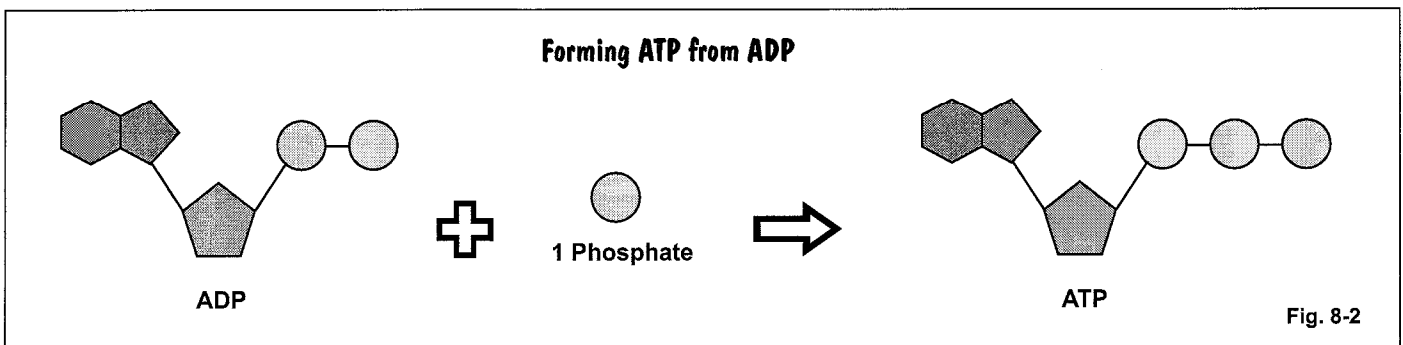 Forming ATP from ADP
1 Phosphate
ADP
ATP
Fig. 8-2